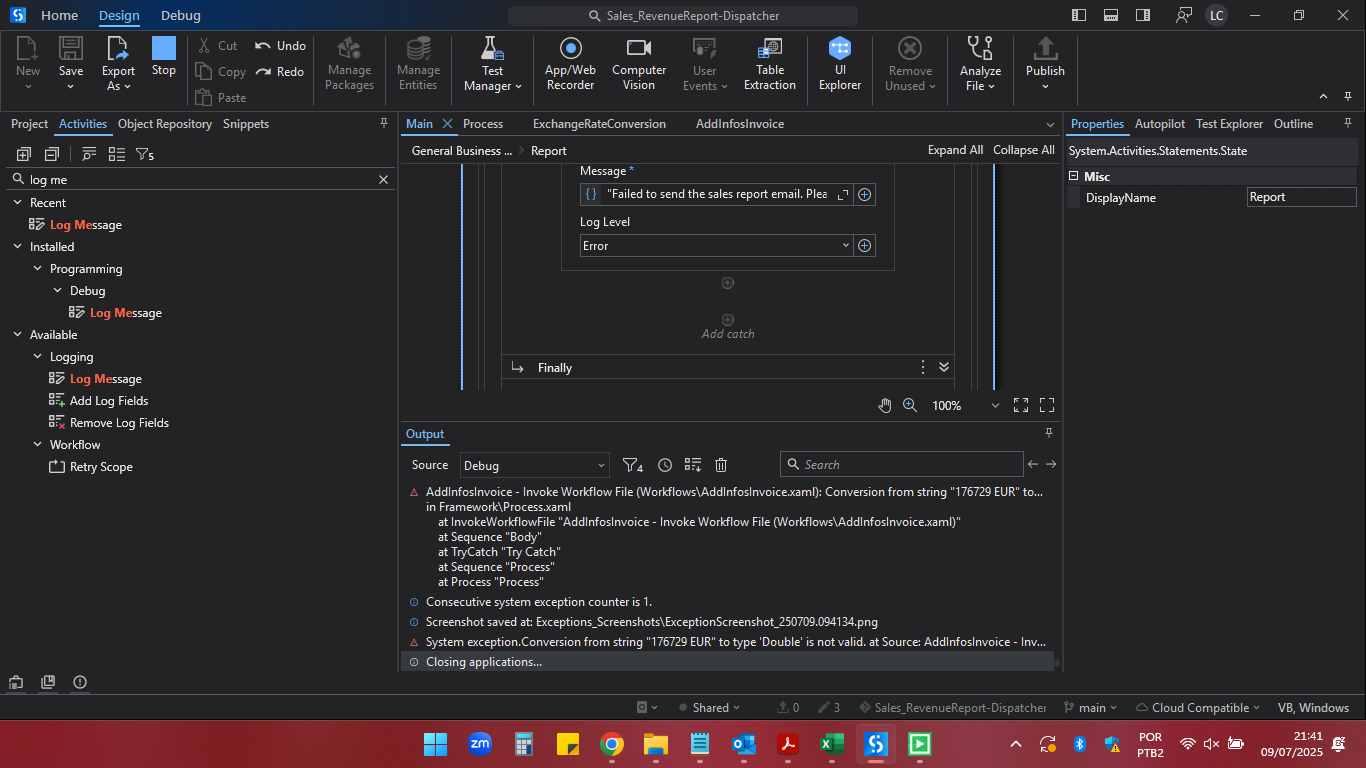 Home Design Debug
Sales_RevenueReport-Dispatcher
LC
New Save Export As Stop
Cut Copy Paste
Undo Redo
Manage Packages
Manage Entities
Test Manager
App/Web Recorder
Computer Vision
User Events
Table Extraction
UI Explorer
Remove Unused
Analyze File
Publish
Project Activities Object Repository Snippets
5
log me
Recent
Log Message
Installed
Programming
Debug
Log Message
Available
Logging
Log Message
Add Log Fields
Remove Log Fields
Workflow
Retry Scope
Main Process ExchangeRateConversion AddInfosInvoice
General Business ... Report
Expand All Collapse All
Message *
{} "Failed to send the sales report email. Plea
Log Level
Error
Add catch
Finally
100%
Output
Source Debug 4 Search
AddInfosInvoice - Invoke Workflow File (Workflows\AddInfosInvoice.xaml): Conversion from string "176729 EUR" to...
in Framework\Process.xaml
at InvokeWorkflowFile "AddInfosInvoice - Invoke Workflow File (Workflows\AddInfosInvoice.xaml)"
at Sequence "Body"
at TryCatch "Try Catch"
at Sequence "Process"
at Process "Process"
Consecutive system exception counter is 1.
Screenshot saved at: Exceptions_Screenshots\ExceptionScreenshot_250709.094134.png
System exception.Conversion from string "176729 EUR" to type 'Double' is not valid. at Source: AddInfosInvoice - Inv...
Closing applications...
Properties Autopilot Test Explorer Outline
System.Activities.Statements.State
Misc
DisplayName Report
Shared 0 3 Sales_RevenueReport-Dispatcher main Cloud Compatible VB, Windows
zm
POR
PTB2
21:41
09/07/2025